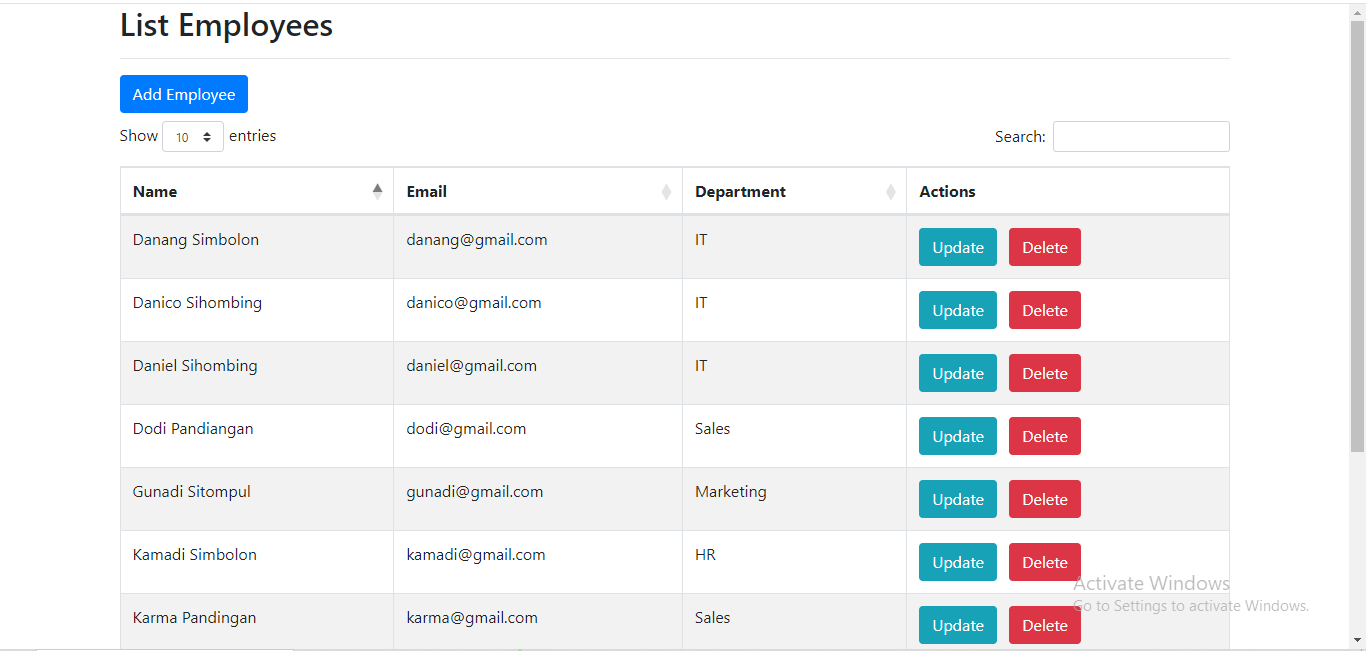 List Employees
Add Employee
Show 10 entries Search:
Name Email Department Actions
Danang Simbolon danang@gmail.com IT Update Delete
Danico Sihombing danico@gmail.com IT Update Delete
Daniel Sihombing daniel@gmail.com IT Update Delete
Dodi Pandiangan dodi@gmail.com Sales Update Delete
Gunadi Sitompul gunadi@gmail.com Marketing Update Delete
Kamadi Simbolon kamadi@gmail.com HR Update Delete
Activate Windows
Go to Settings to activate Windows.
Karma Pandingan karma@gmail.com Sales Update Delete